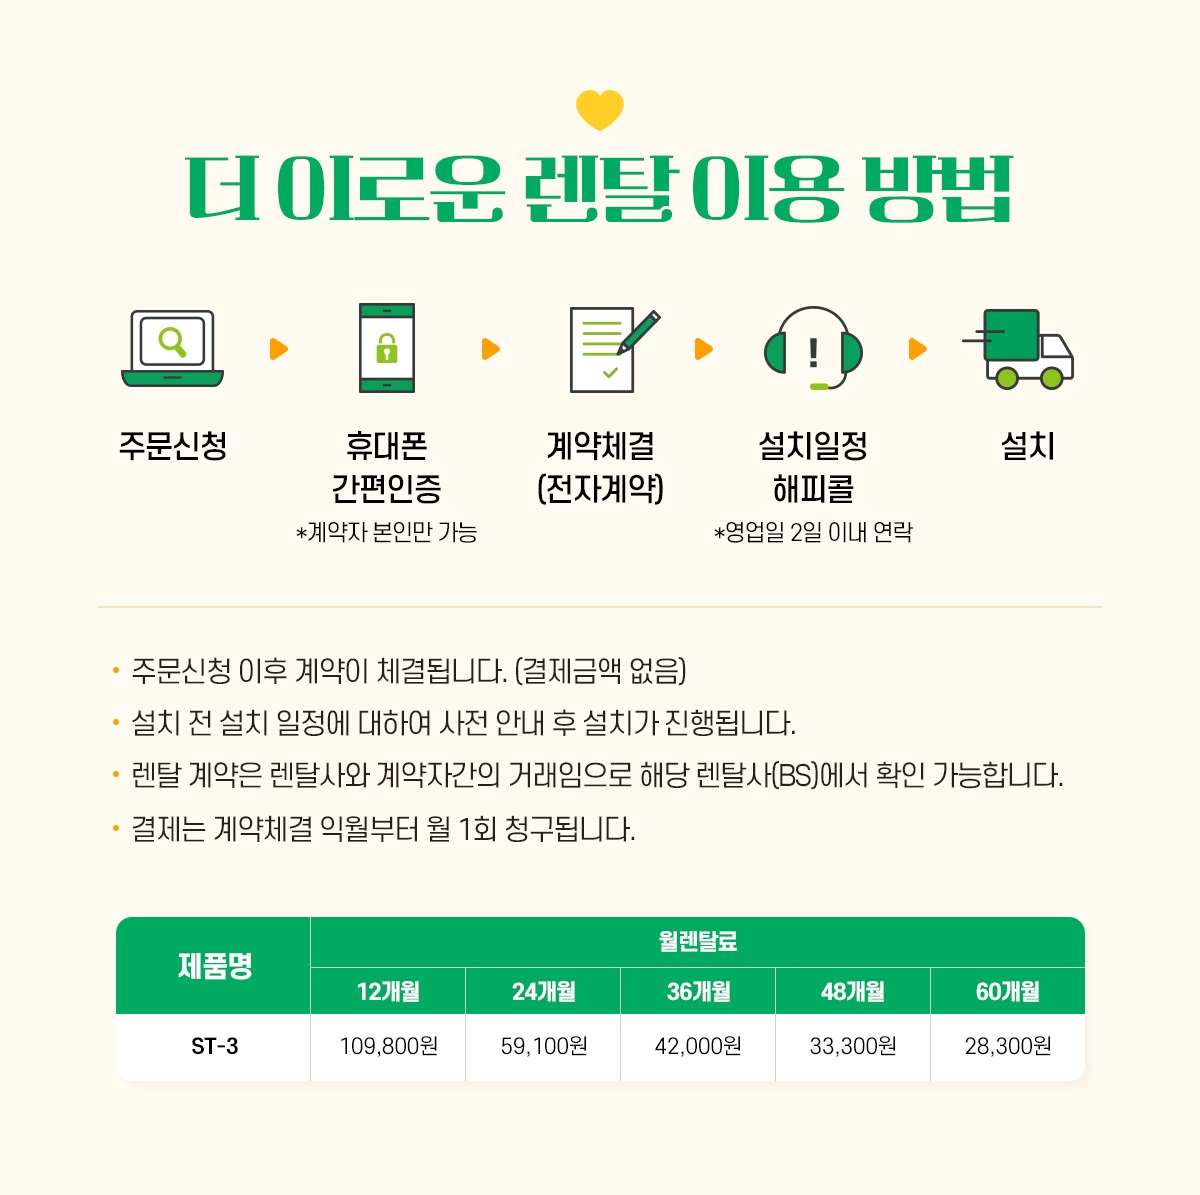 더 이로운 렌탈 이용 방법
주문신청
휴대폰
간편인증
*계약자 본인만 가능
계약체결
(전자계약)
설치일정
해피콜
*영업일 2일 이내 연락
설치
• 주문신청 이후 계약이 체결됩니다. (결제금액 없음)
• 설치 전 설치 일정에 대하여 사전 안내 후 설치가 진행됩니다.
• 렌탈 계약은 렌탈사와 계약자간의 거래임으로 해당 렌탈사(BS)에서 확인 가능합니다.
• 결제는 계약체결 익월부터 월 1회 청구됩니다.
제품명
월렌탈료
12개월 24개월 36개월 48개월 60개월
ST-3 109,800원 59,100원 42,000원 33,300원 28,300원